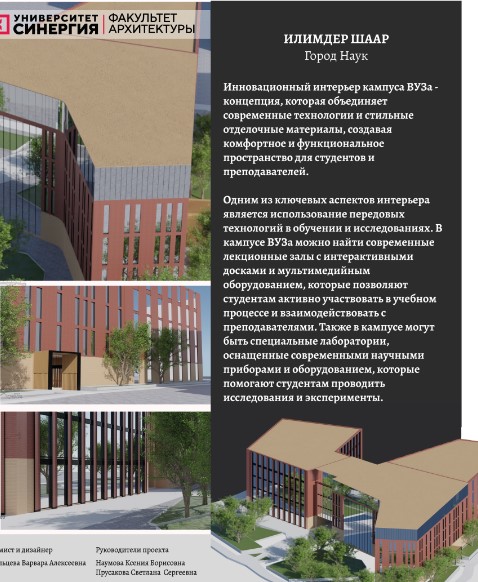 УНИВЕРСИТЕТ
СИНЕРГИЯ
ФАКУЛЬТЕТ
АРХИТЕКТУРЫ
ИЛИМДЕР ШААР
Город Наук
Инновационный интерьер кампуса ВУЗа -
концепция, которая объединяет
современные технологии и стильные
отделочные материалы, создавая
комфортное и функциональное
пространство для студентов и
преподавателей.
Одним из ключевых аспектов интерьера
является использование передовых
технологий в обучении и исследованиях. В
кампусе ВУЗа можно найти современные
лекционные залы с интерактивными
досками и мультимедийным
оборудованием, которые позволяют
студентам активно участвовать в учебном
процессе и взаимодействовать с
преподавателями. Также в кампусе могут
быть специальные лаборатории,
оснащенные современными научными
приборами и оборудованием, которые
помогают студентам проводить
исследования и эксперименты.
и дизайнер
Варвара Алексеевна
Руководители проекта
Наумова Ксения Борисовна
Прусакова Светлана Сергеевна